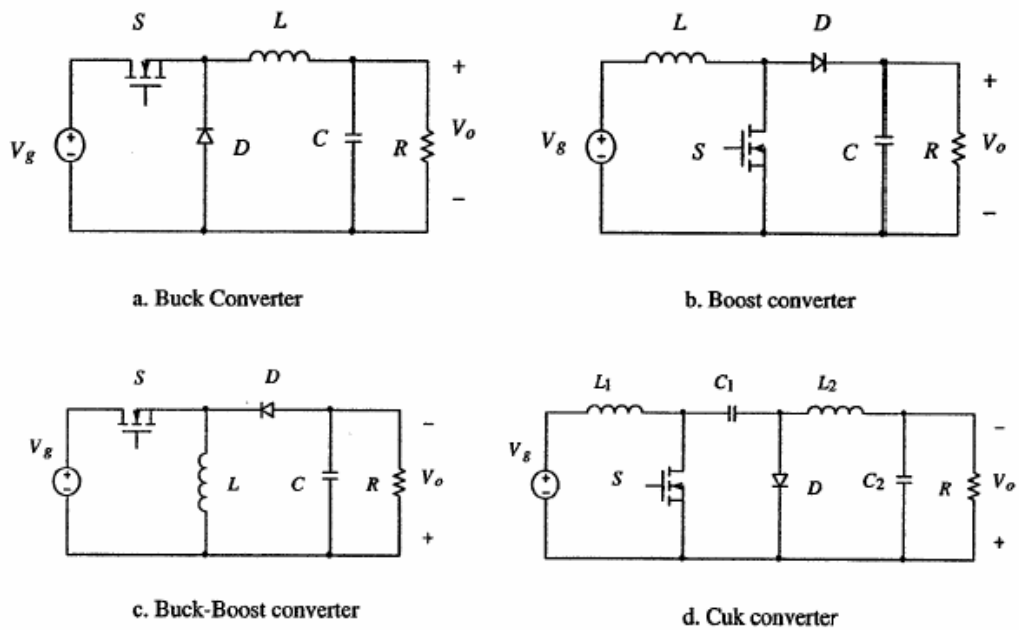 S L
V_g + − D C R + V_o −
a. Buck Converter
L D
V_g + − S C R + V_o −
b. Boost converter
S D
V_g + − L C R − V_o +
c. Buck-Boost converter
L_1 C_1 L_2
V_g + − S D C_2 R − V_o +
d. Cuk converter